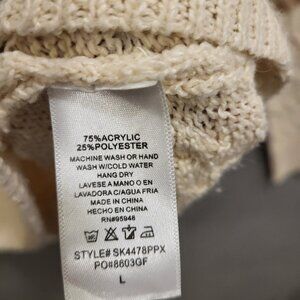 75%ACRYLIC
25%POLYESTER
MACHINE WASH OR HAND
WASH W/COLD WATER
HANG DRY
LAVESE A MANO O EN
LAVADORA C/AGUA FRIA
MADE IN CHINA
HECHO EN CHINA
RN#95948
STYLE# SK4478PPX
PO#8603GF
L